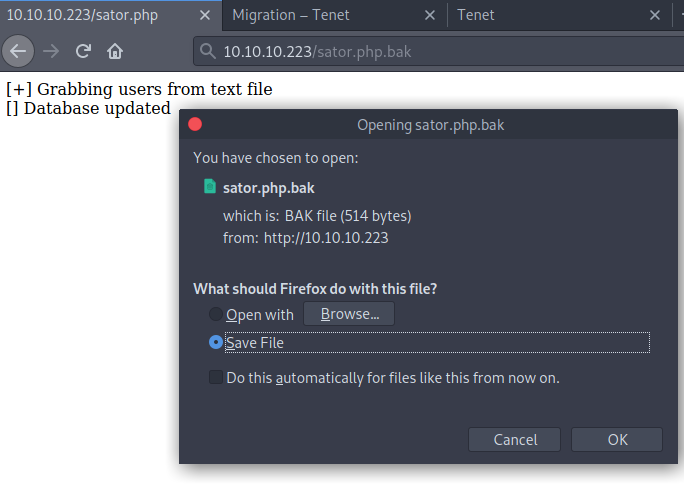 10.10.10.223/sator.php
Migration – Tenet
Tenet
10.10.10.223/sator.php.bak
[+] Grabbing users from text file
[] Database updated
Opening sator.php.bak
You have chosen to open:
sator.php.bak
which is: BAK file (514 bytes)
from: http://10.10.10.223
What should Firefox do with this file?
Open with Browse...
Save File
Do this automatically for files like this from now on.
Cancel OK